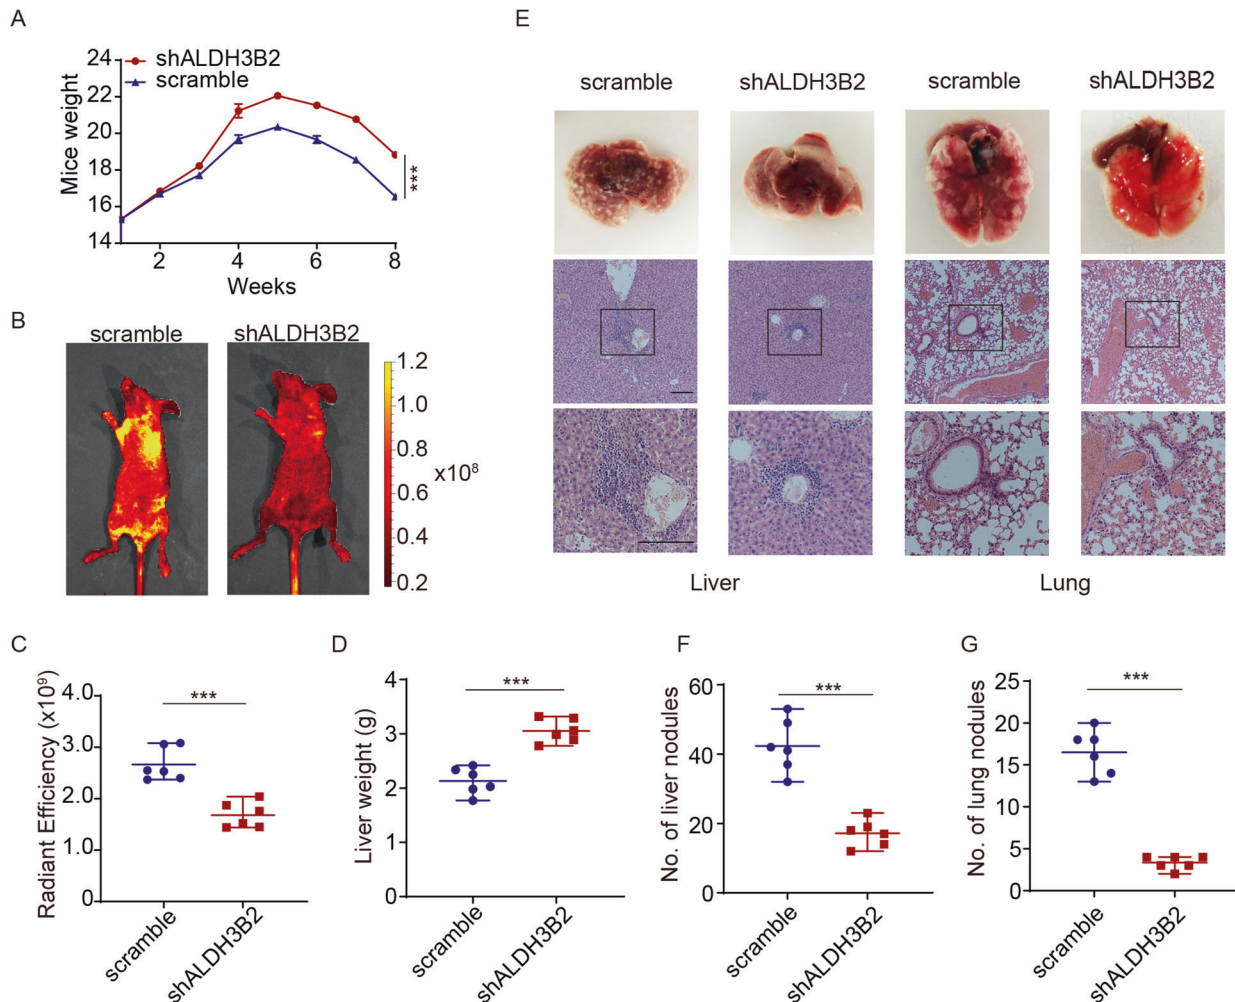 A
shALDH3B2
scramble
Mice weight
24
22
20
18
16
14
2
4
6
8
Weeks
***
B
scramble
shALDH3B2
1.2
1.0
0.8
0.6
0.4
0.2
x10⁸
E
scramble
shALDH3B2
scramble
shALDH3B2
Liver
Lung
C
Radiant Efficiency (x10⁹)
4.0
3.0
2.0
1.0
0
***
scramble
shALDH3B2
D
Liver weight (g)
4
3
2
1
0
***
scramble
shALDH3B2
F
No. of liver nodules
60
40
20
0
***
scramble
shALDH3B2
G
No. of lung nodules
25
20
15
10
5
0
***
scramble
shALDH3B2